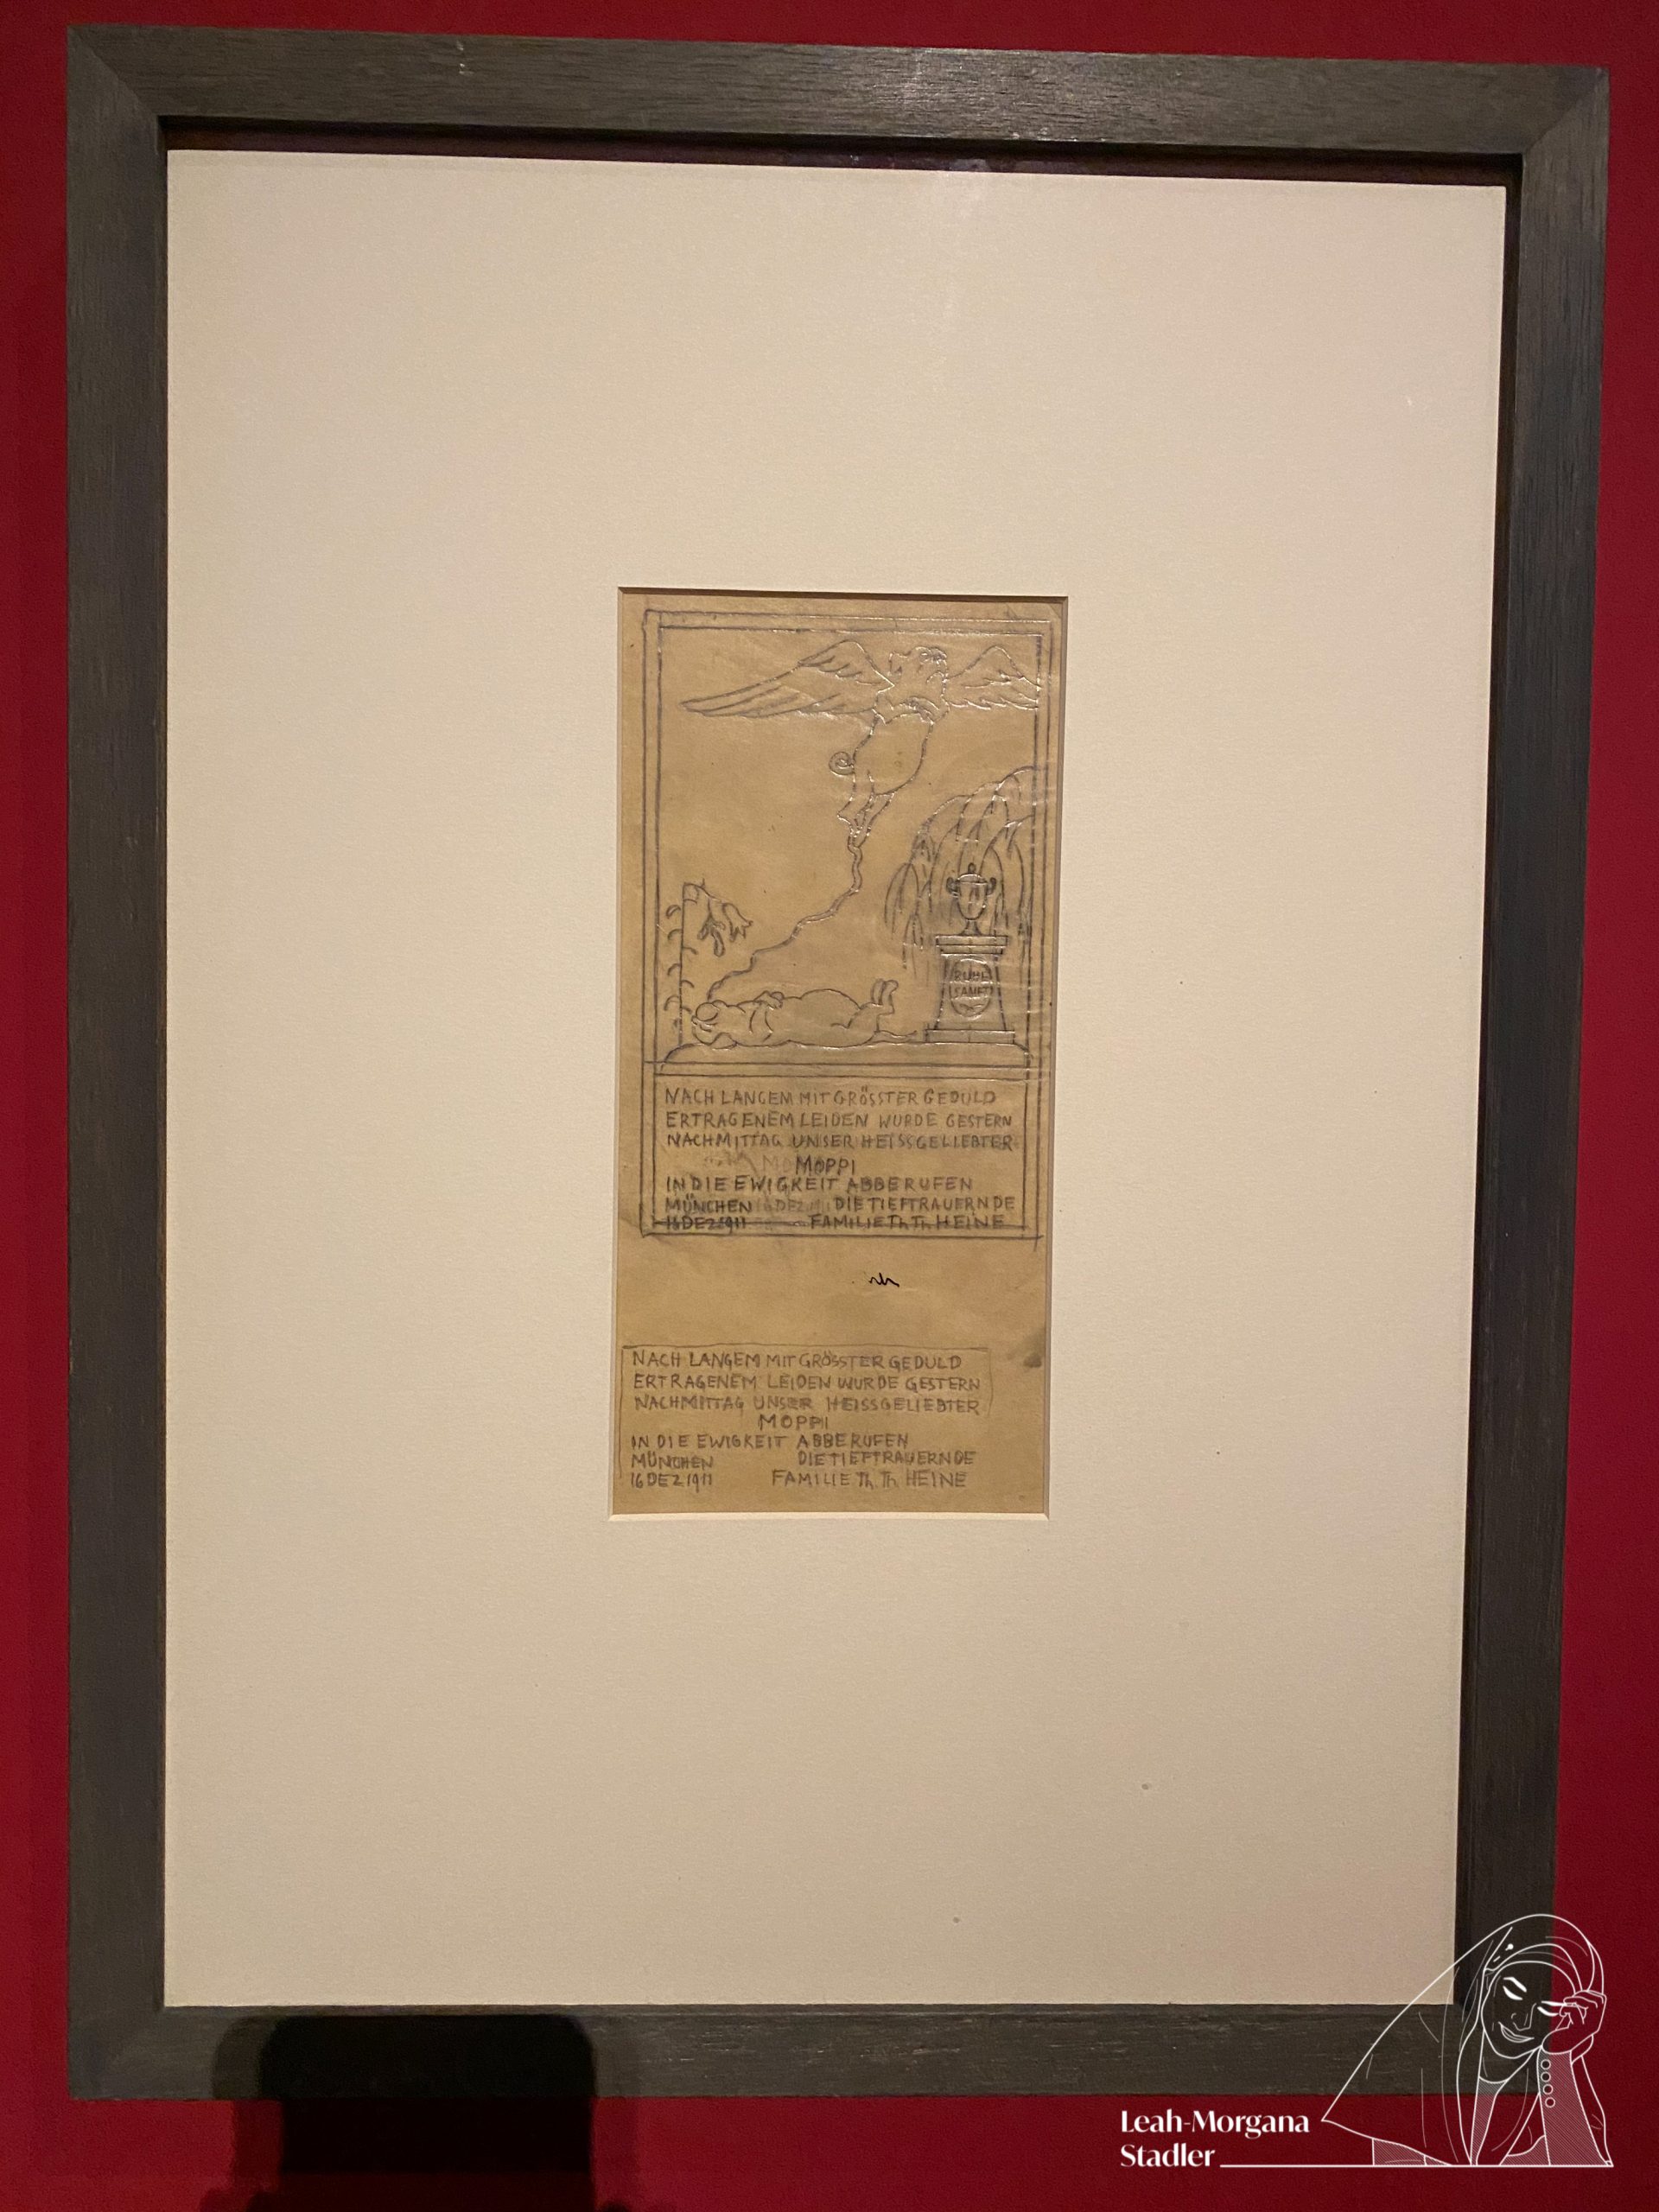 RUHE
SANFT
NACH LANGEM MIT GRÖSSTER GEDULD
ERTRAGENEM LEIDEN WURDE GESTERN
NACHMITTAG UNSER HEISSGELIEBTER
MOPPI
IN DIE EWIGKEIT ABBERUFEN
MÜNCHEN DIE TIEFTRAUERNDE
16 DEZ 1911 FAMILIE Th. Th. HEINE
NACH LANGEM MIT GRÖSSTER GEDULD
ERTRAGENEM LEIDEN WURDE GESTERN
NACHMITTAG UNSER HEISSGELIEBTER
MOPPI
IN DIE EWIGKEIT ABBERUFEN
MÜNCHEN DIE TIEFTRAUERNDE
16 DEZ 1911 FAMILIE Th. Th. HEINE
Leah-Morgana
Stadler